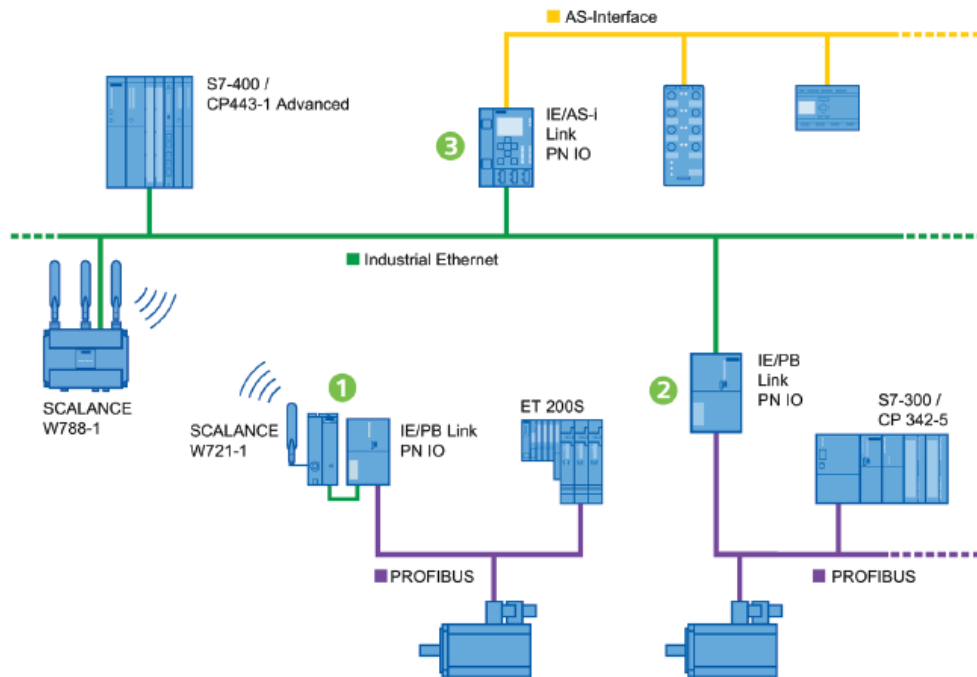 AS-Interface
S7-400 /
CP443-1 Advanced
3
IE/AS-i
Link
PN IO
Industrial Ethernet
SCALANCE
W788-1
1
SCALANCE
W721-1
IE/PB Link
PN IO
ET 200S
2
IE/PB
Link
PN IO
S7-300 /
CP 342-5
PROFIBUS
PROFIBUS